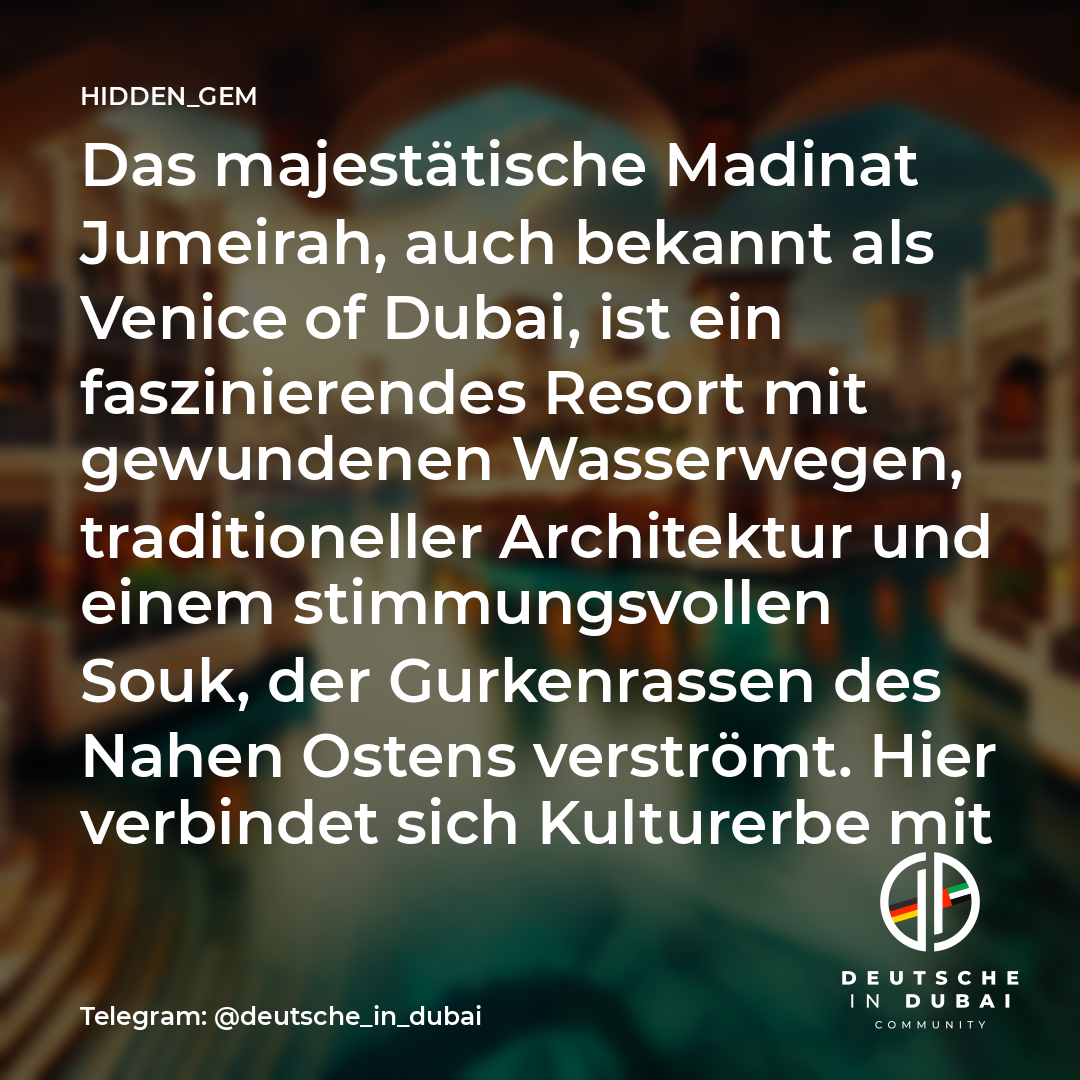 HIDDEN_GEM
Das majestätische Madinat
Jumeirah, auch bekannt als
Venice of Dubai, ist ein
faszinierendes Resort mit
gewundenen Wasserwegen,
traditioneller Architektur und
einem stimmungsvollen
Souk, der Gurkenrassen des
Nahen Ostens verströmt. Hier
verbindet sich Kulturerbe mit
DEUTSCHE
IN DUBAI
COMMUNITY
Telegram: @deutsche_in_dubai